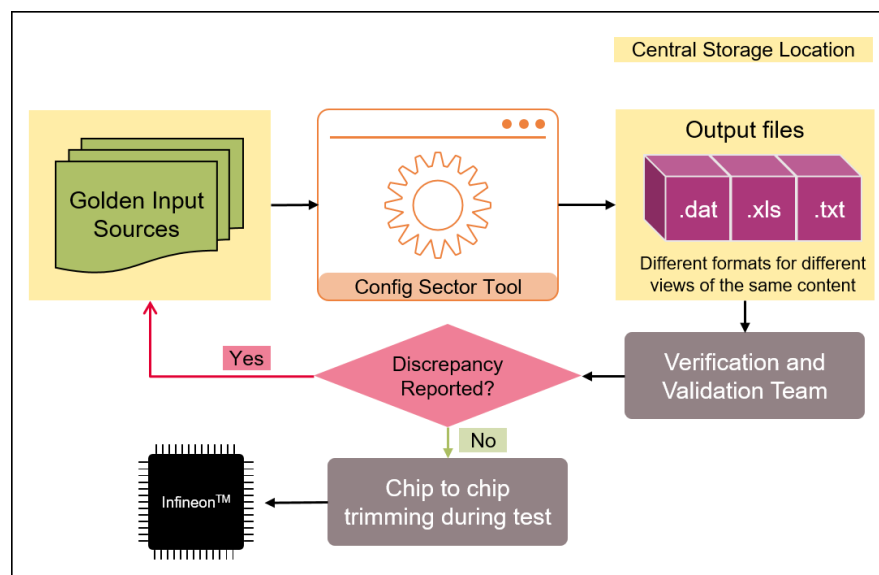 Central Storage Location
Golden Input
Sources
Config Sector Tool
Output files
.dat
.xls
.txt
Different formats for different
views of the same content
Yes
Discrepancy
Reported?
Verification and
Validation Team
No
Infineon™
Chip to chip
trimming during test